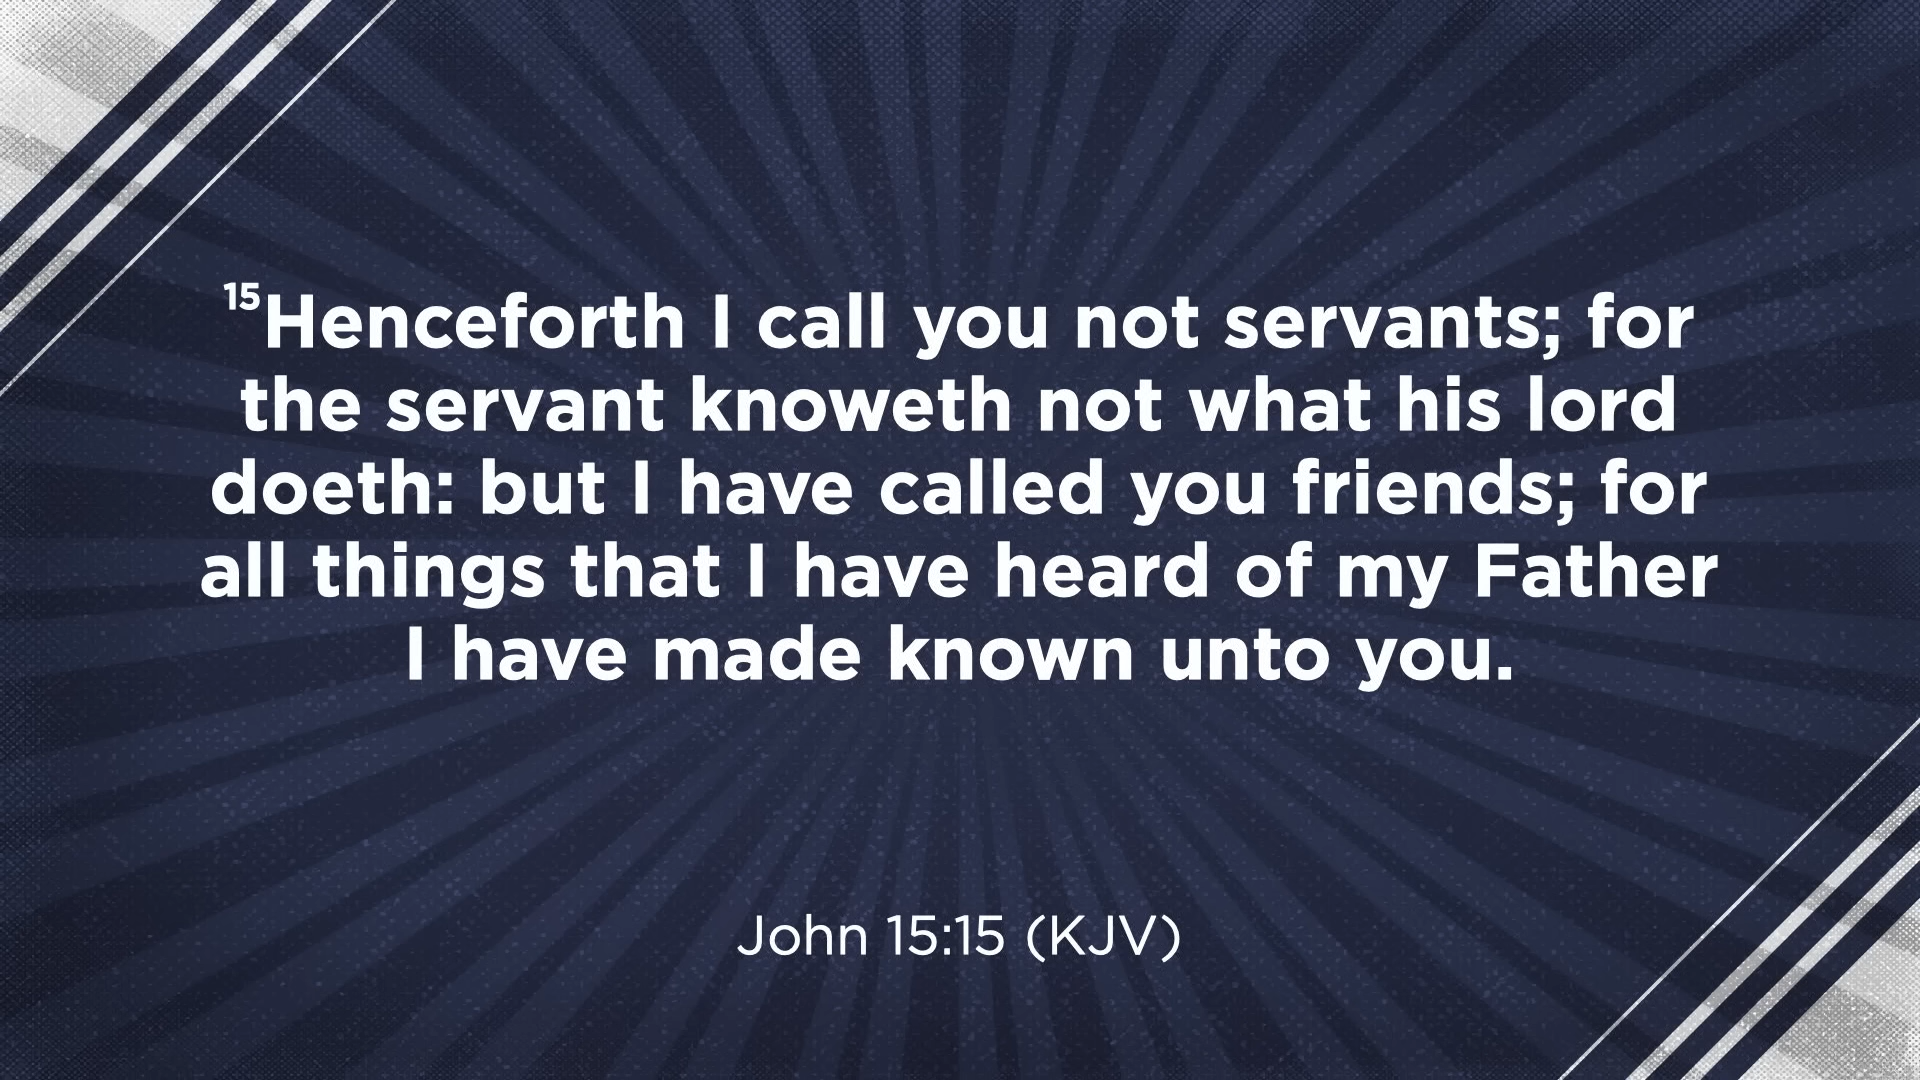 15Henceforth I call you not servants; for
the servant knoweth not what his lord
doeth: but I have called you friends; for
all things that I have heard of my Father
I have made known unto you.
John 15:15 (KJV)